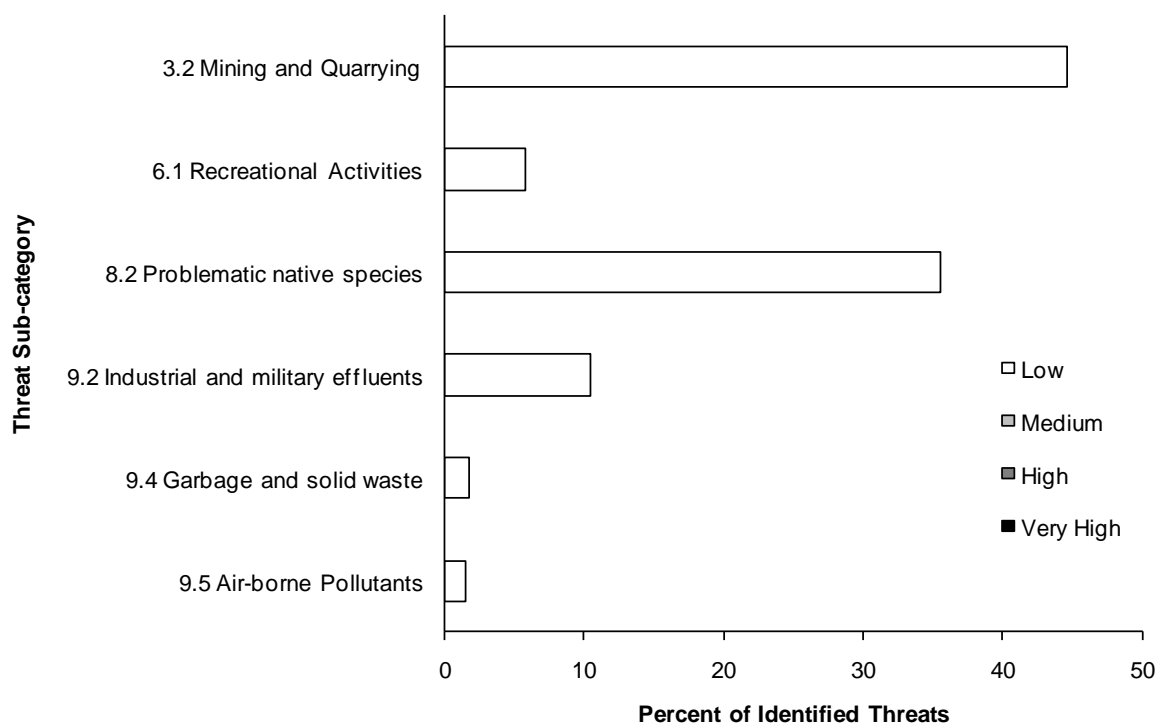 3.2 Mining and Quarrying
6.1 Recreational Activities
8.2 Problematic native species
9.2 Industrial and military effluents
9.4 Garbage and solid waste
9.5 Air-borne Pollutants
Threat Sub-category
Low
Medium
High
Very High
0 10 20 30 40 50
Percent of Identified Threats